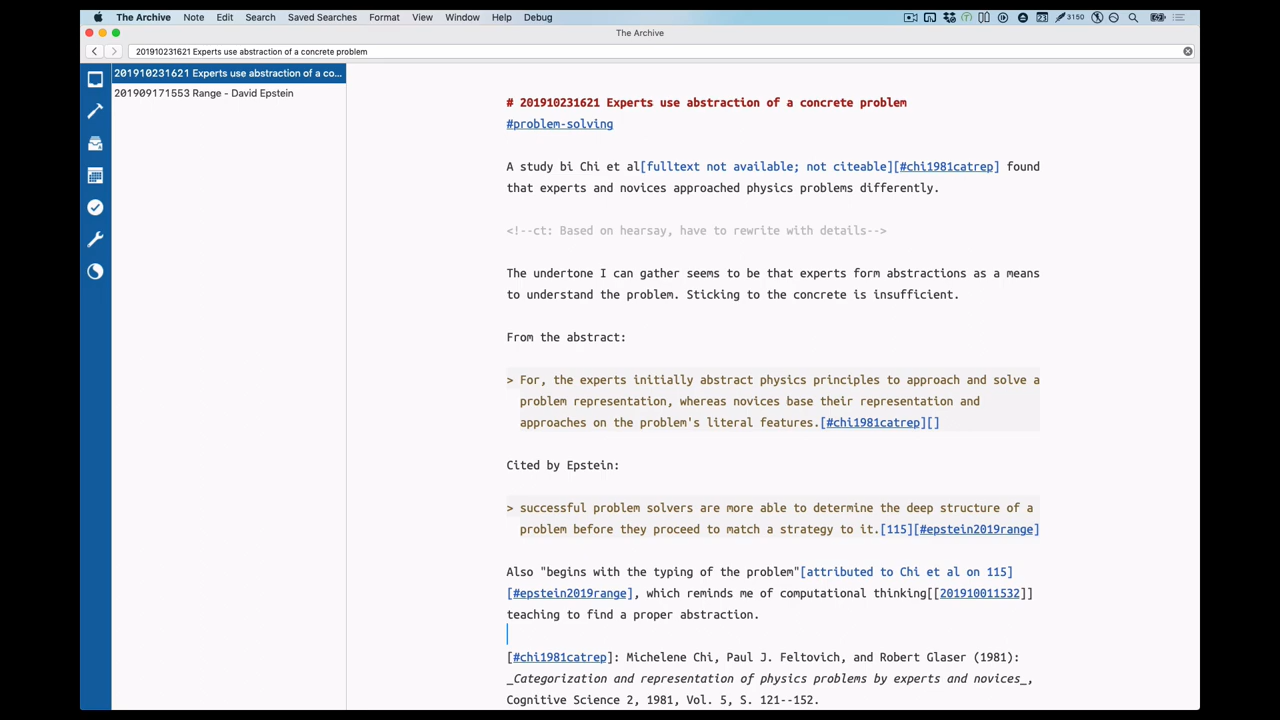 The Archive Note Edit Search Saved Searches Format View Window Help Debug 3150
The Archive
201910231621 Experts use abstraction of a concrete problem
201910231621 Experts use abstraction of a co...
201909171553 Range - David Epstein
# 201910231621 Experts use abstraction of a concrete problem
#problem-solving
A study bi Chi et al[fulltext not available; not citeable][#chi1981catrep] found
that experts and novices approached physics problems differently.
<!--ct: Based on hearsay, have to rewrite with details-->
The undertone I can gather seems to be that experts form abstractions as a means
to understand the problem. Sticking to the concrete is insufficient.
From the abstract:
> For, the experts initially abstract physics principles to approach and solve a
problem representation, whereas novices base their representation and
approaches on the problem's literal features.[#chi1981catrep][]
Cited by Epstein:
> successful problem solvers are more able to determine the deep structure of a
problem before they proceed to match a strategy to it.[115][#epstein2019range]
Also "begins with the typing of the problem"[attributed to Chi et al on 115]
[#epstein2019range], which reminds me of computational thinking[[201910011532]]
teaching to find a proper abstraction.
[#chi1981catrep]: Michelene Chi, Paul J. Feltovich, and Robert Glaser (1981):
_Categorization and representation of physics problems by experts and novices_,
Cognitive Science 2, 1981, Vol. 5, S. 121--152.